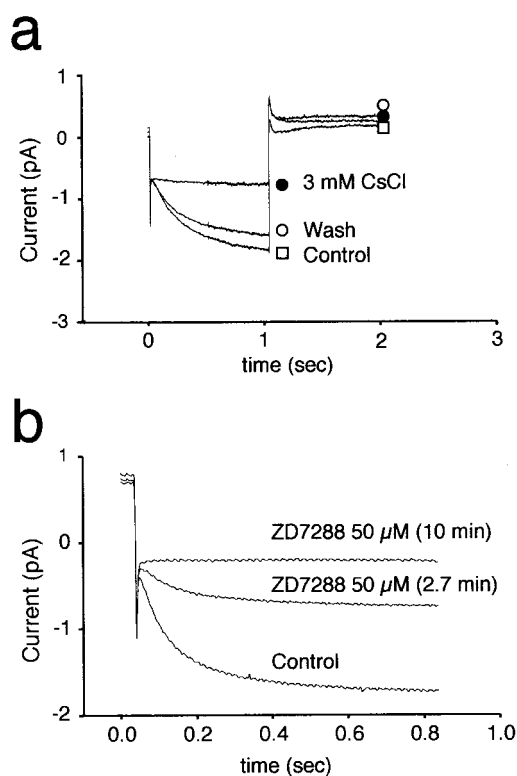 a
1
0
-1
-2
-3
Current (pA)
3 mM CsCl
Wash
Control
0
1
2
3
time (sec)
b
1
0
-1
-2
Current (pA)
ZD7288 50 µM (10 min)
ZD7288 50 µM (2.7 min)
Control
0.0
0.2
0.4
0.6
0.8
1.0
time (sec)